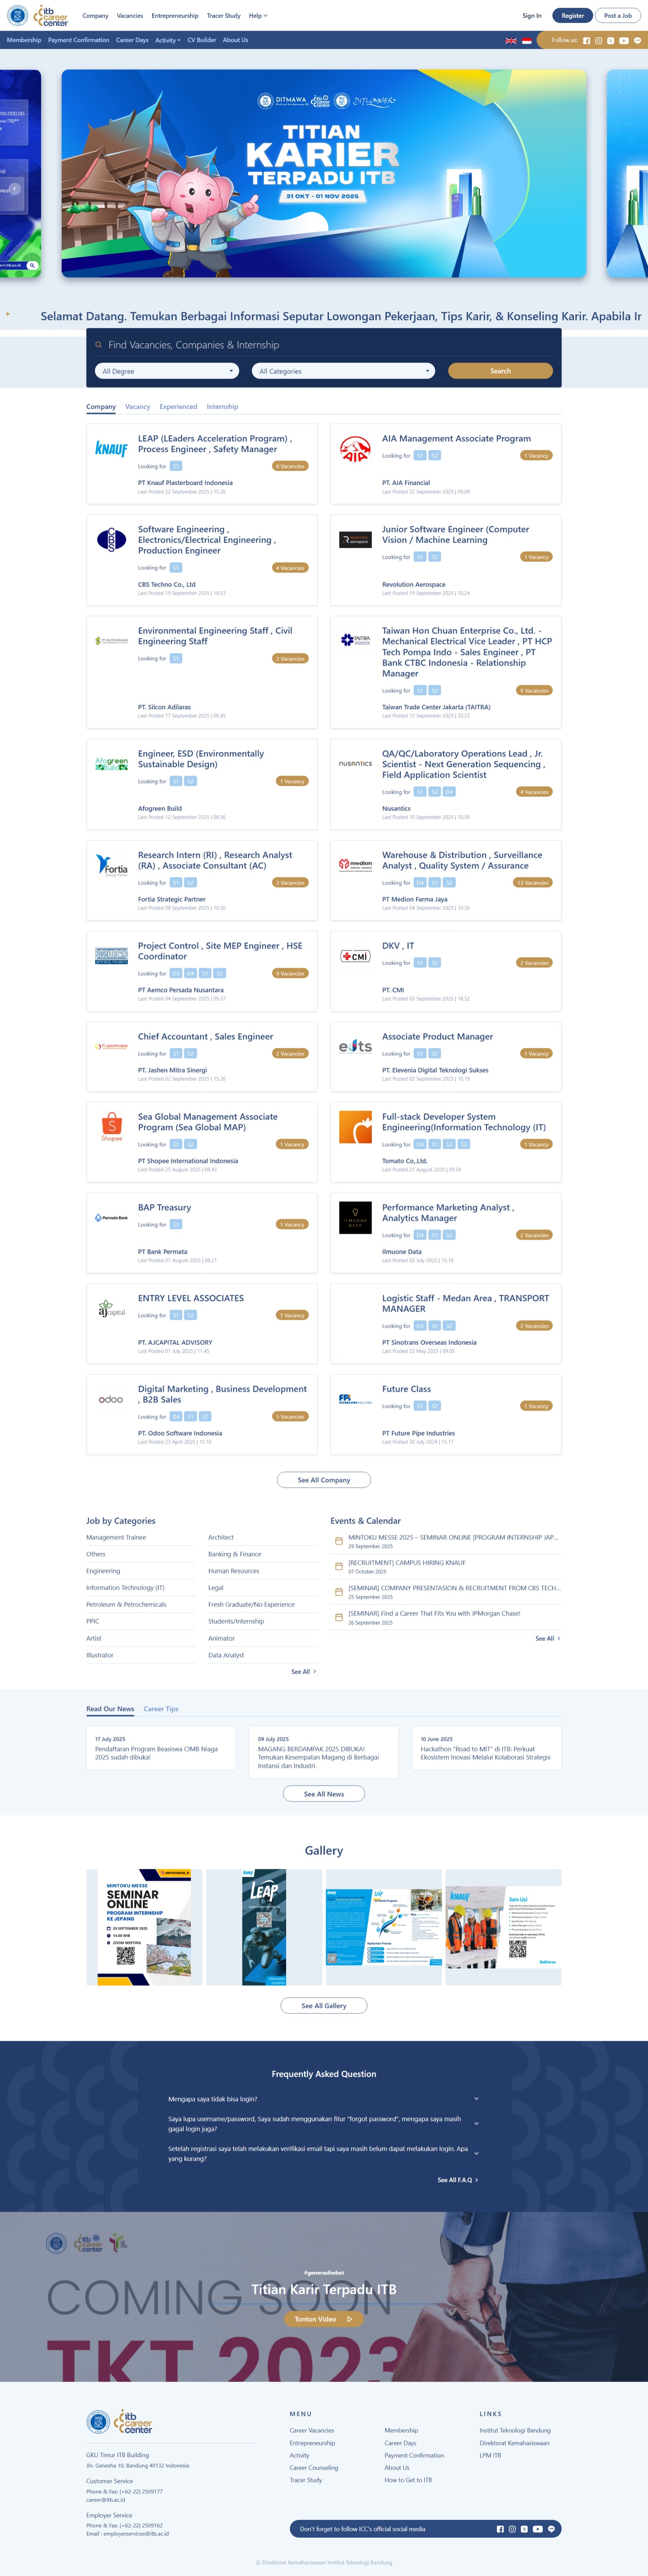 itb career center
Company Vacancies Entrepreneurship Tracer Study Help
Sign In Register Post a Job
Membership Payment Confirmation Career Days Activity CV Builder About Us
Follow us:
DITMAWA
TITIAN
KARIER
TERPADU ITB
31 OKT - 01 NOV 2025
Selamat Datang. Temukan Berbagai Informasi Seputar Lowongan Pekerjaan, Tips Karir, & Konseling Karir. Apabila Ir
Find Vacancies, Companies & Internship
All Degree All Categories Search
Company Vacancy Experienced Internship
KNAUF
LEAP (LEaders Acceleration Program) ,
Process Engineer , Safety Manager
Looking for S1 6 Vacancies
PT Knauf Plasterboard Indonesia
Last Posted 22 September 2025 | 15.38
AIA
AIA Management Associate Program
Looking for S1 S2 1 Vacancy
PT. AIA Financial
Last Posted 22 September 2025 | 09.09
Software Engineering ,
Electronics/Electrical Engineering ,
Production Engineer
Looking for S1 4 Vacancies
CBS Techno Co., Ltd
Last Posted 19 September 2025 | 16.03
Junior Software Engineer (Computer
Vision / Machine Learning
Looking for S1 S2 1 Vacancy
Revolution Aerospace
Last Posted 19 September 2025 | 10.24
Environmental Engineering Staff , Civil
Engineering Staff
Looking for S1 2 Vacancies
PT. Silcon Adilaras
Last Posted 17 September 2025 | 08.45
TAITRA
Taiwan Hon Chuan Enterprise Co., Ltd. -
Mechanical Electrical Vice Leader , PT HCP
Tech Pompa Indo - Sales Engineer , PT
Bank CTBC Indonesia - Relationship
Manager
Looking for S1 S2 9 Vacancies
Taiwan Trade Center Jakarta (TAITRA)
Last Posted 12 September 2025 | 20.23
Afogreen
Engineer, ESD (Environmentally
Sustainable Design)
Looking for S1 S2 1 Vacancy
Afogreen Build
Last Posted 12 September 2025 | 08.36
nusantics
QA/QC/Laboratory Operations Lead , Jr.
Scientist - Next Generation Sequencing ,
Field Application Scientist
Looking for S1 S2 D4 4 Vacancies
Nusantics
Last Posted 10 September 2025 | 10.59
Fortia
Research Intern (RI) , Research Analyst
(RA) , Associate Consultant (AC)
Looking for S1 S2 3 Vacancies
Fortia Strategic Partner
Last Posted 08 September 2025 | 10.30
medion
Warehouse & Distribution , Surveillance
Analyst , Quality System / Assurance
Looking for D4 S1 S2 13 Vacancies
PT Medion Farma Jaya
Last Posted 04 September 2025 | 10.26
Project Control , Site MEP Engineer , HSE
Coordinator
Looking for D3 D4 S1 S2 9 Vacancies
PT Aemco Persada Nusantara
Last Posted 04 September 2025 | 09.37
CMI
DKV , IT
Looking for S1 S2 2 Vacancies
PT. CMI
Last Posted 03 September 2025 | 18.32
Chief Accountant , Sales Engineer
Looking for S1 S2 2 Vacancies
PT. Jashen Mitra Sinergi
Last Posted 02 September 2025 | 15.26
edts
Associate Product Manager
Looking for S1 S2 1 Vacancy
PT. Elevenia Digital Teknologi Sukses
Last Posted 02 September 2025 | 10.19
Shopee
Sea Global Management Associate
Program (Sea Global MAP)
Looking for S1 S2 1 Vacancy
PT Shopee International Indonesia
Last Posted 25 August 2025 | 08.42
Full-stack Developer System
Engineering(Information Technology (IT)
Looking for D4 S1 S2 S3 1 Vacancy
Tomato Co.,Ltd.
Last Posted 21 August 2025 | 09.54
PermataBank
BAP Treasury
Looking for S1 1 Vacancy
PT Bank Permata
Last Posted 07 August 2025 | 08.21
ILMUONE DATA
Performance Marketing Analyst ,
Analytics Manager
Looking for D4 S1 S2 2 Vacancies
Ilmuone Data
Last Posted 02 July 2025 | 15.18
aj capital
ENTRY LEVEL ASSOCIATES
Looking for S1 S2 1 Vacancy
PT. AJCAPITAL ADVISORY
Last Posted 01 July 2025 | 11.45
Logistic Staff - Medan Area , TRANSPORT
MANAGER
Looking for D3 S1 S2 2 Vacancies
PT Sinotrans Overseas Indonesia
Last Posted 22 May 2025 | 09.05
odoo
Digital Marketing , Business Development
, B2B Sales
Looking for D4 S1 S2 5 Vacancies
PT. Odoo Software Indonesia
Last Posted 23 April 2025 | 15.10
FPI
Future Class
Looking for S1 S2 1 Vacancy
PT Future Pipe Industries
Last Posted 30 July 2024 | 15.17
See All Company
Job by Categories
Management Trainee Architect
Others Banking & Finance
Engineering Human Resources
Information Technology (IT) Legal
Petroleum & Petrochemicals Fresh Graduate/No Experience
PPIC Students/Internship
Artist Animator
Illustrator Data Analyst
See All
Events & Calendar
MINTOKU MESSE 2025 – SEMINAR ONLINE [PROGRAM INTERNSHIP JAP...
29 September 2025
[RECRUITMENT] CAMPUS HIRING KNAUF
07 October 2025
[SEMINAR] COMPANY PRESENTASION & RECRUITMENT FROM CBS TECH...
25 September 2025
[SEMINAR] Find a Career That Fits You with JPMorgan Chase!
26 September 2025
See All
Read Our News Career Tips
17 July 2025
Pendaftaran Program Beasiswa CIMB Niaga
2025 sudah dibuka!
09 July 2025
MAGANG BERDAMPAK 2025 DIBUKA!
Temukan Kesempatan Magang di Berbagai
Instansi dan Industri.
10 June 2025
Hackathon "Road to MIT" di ITB: Perkuat
Ekosistem Inovasi Melalui Kolaborasi Strategis
See All News
Gallery
MINTOKU MESSE
SEMINAR
ONLINE
PROGRAM INTERNSHIP
KE JEPANG
29 SEPTEMBER 2025
14.00 WIB
ZOOM MEETING
LEAP
KNAUF
Join Us!
See All Gallery
Frequently Asked Question
Mengapa saya tidak bisa login?
Saya lupa username/password, Saya sudah menggunakan fitur "forgot password", mengapa saya masih
gagal login juga?
Setelah registrasi saya telah melakukan verifikasi email tapi saya masih belum dapat melakukan login. Apa
yang kurang?
See All F.A.Q
itb career center
#generasihebat
COMING SOON
Titian Karir Terpadu ITB
Tonton Video
TKT 2023
itb career center
GKU Timur ITB Building
Jln. Ganesha 10, Bandung 40132 Indonesia
Customer Service
Phone & Fax: (+62-22) 2509177
career@itb.ac.id
Employer Service
Phone & Fax: (+62-22) 2509162
Email : employerservices@itb.ac.id
MENU
Career Vacancies Membership
Entrepreneurship Career Days
Activity Payment Confirmation
Career Counseling About Us
Tracer Study How to Get to ITB
LINKS
Institut Teknologi Bandung
Direktorat Kemahasiswaan
LPM ITB
Don't forget to follow ICC's official social media
© Direktorat Kemahasiswaan Institut Teknologi Bandung